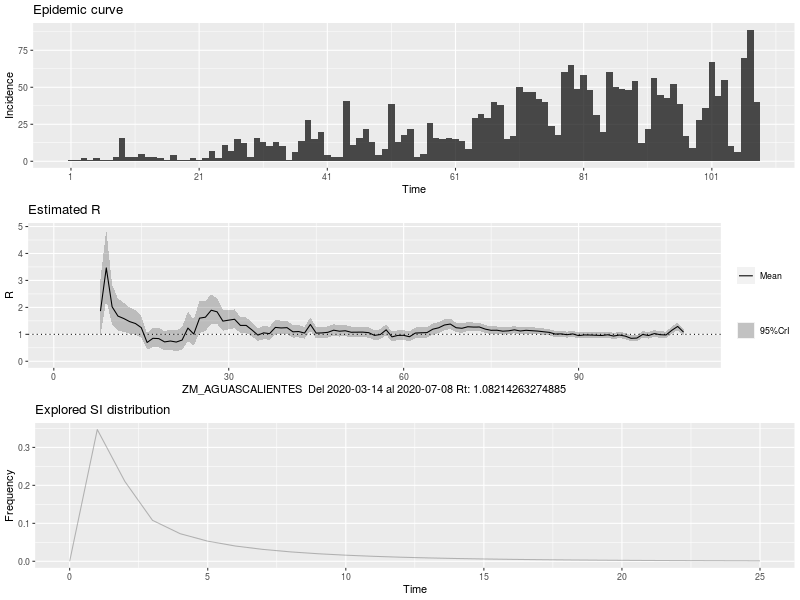 Epidemic curve
75
50
25
0
Incidence
1 21 41 61 81 101
Time
Estimated R
5
4
3
2
1
0
R
0 30 60 90
ZM_AGUASCALIENTES Del 2020-03-14 al 2020-07-08 Rt: 1.08214263274885
Mean
95%CrI
Explored SI distribution
0.3
0.2
0.1
0.0
Frequency
0 5 10 15 20 25
Time